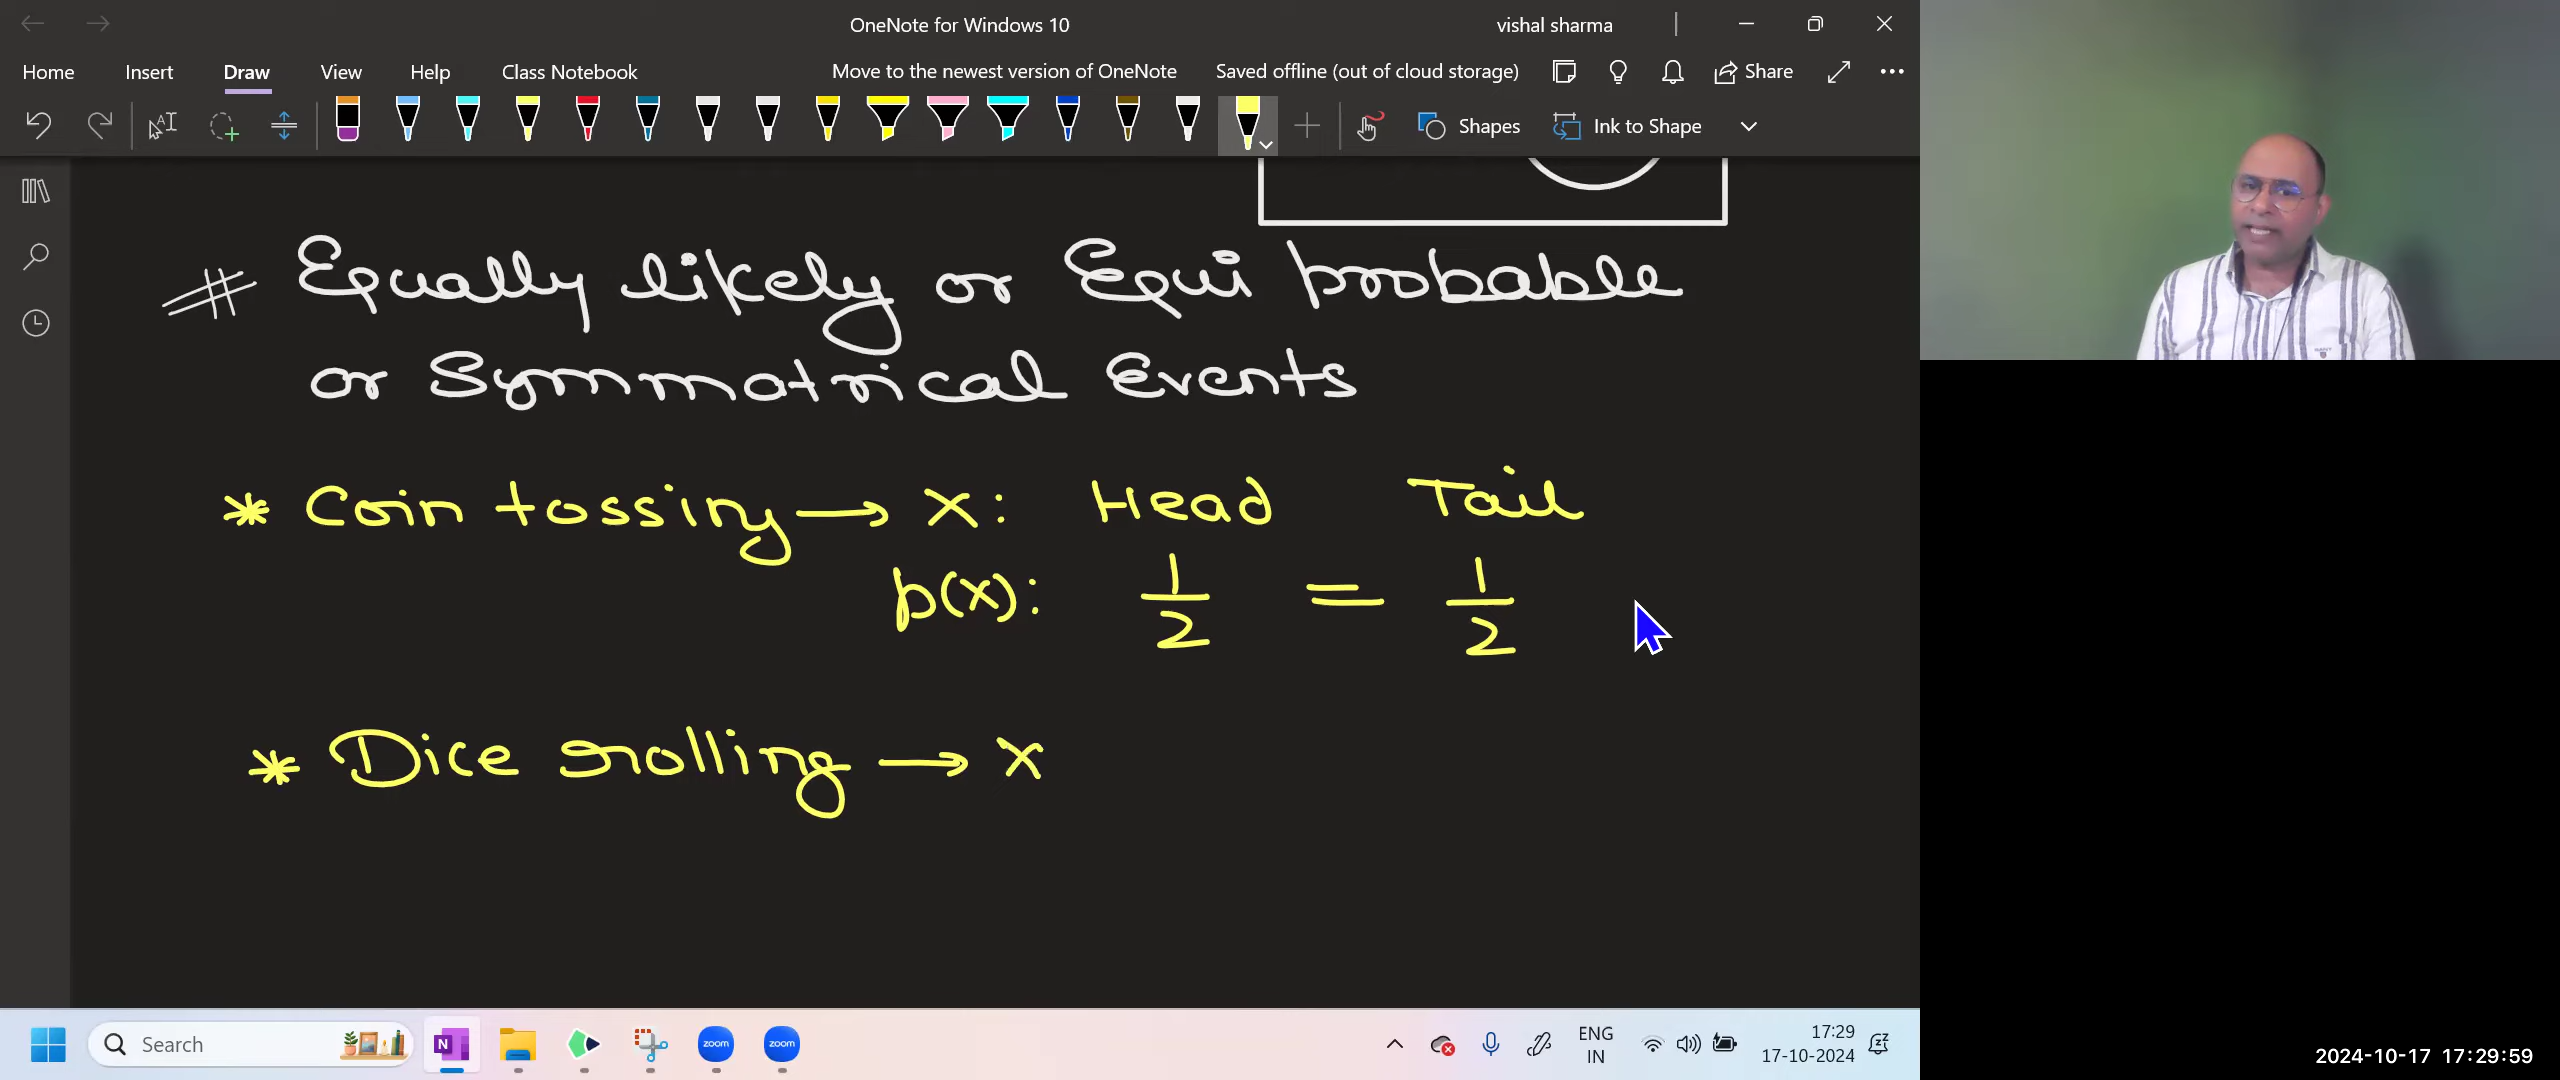 OneNote for Windows 10
vishal sharma
Home Insert Draw View Help Class Notebook
Move to the newest version of OneNote Saved offline (out of cloud storage) Share
Shapes Ink to Shape
# Equally likely or Equi probable
or Symmatrical Events
* Coin tossing → X: Head Tail
p(x): 1/2 = 1/2
* Dice rolling → X
Search
zoom zoom
ENG
IN
17:29
17-10-2024
2024-10-17 17:29:59